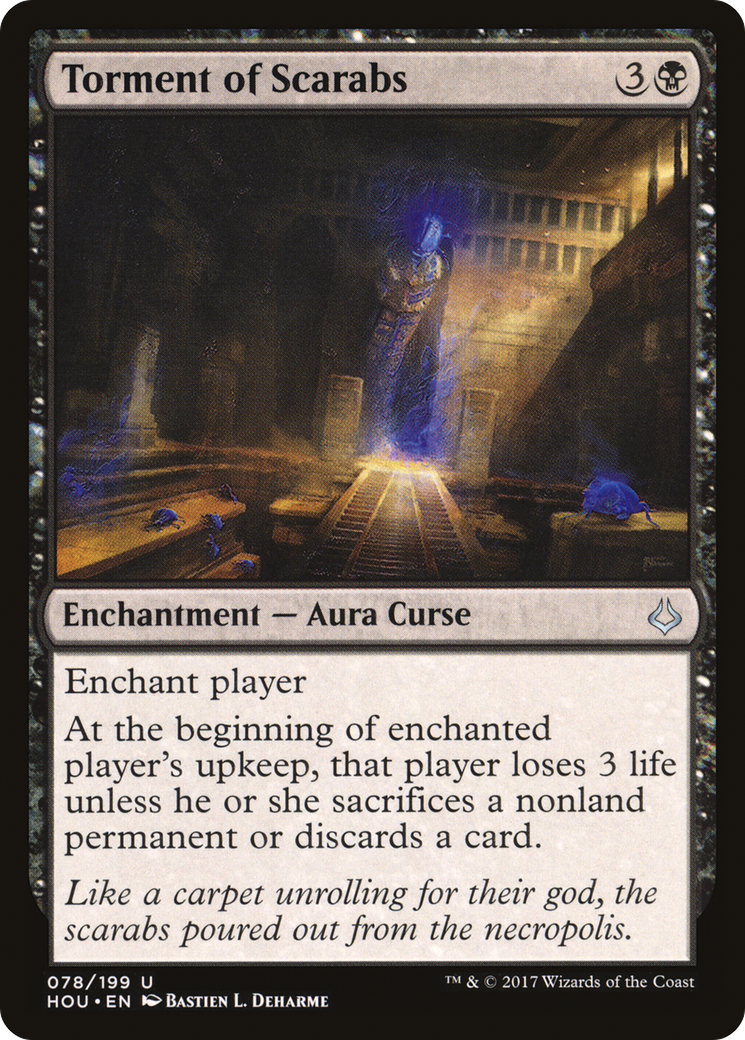 Torment of Scarabs 3
Enchantment — Aura Curse
Enchant player
At the beginning of enchanted
player's upkeep, that player loses 3 life
unless he or she sacrifices a nonland
permanent or discards a card.
Like a carpet unrolling for their god, the
scarabs poured out from the necropolis.
078/199 U
HOU • EN Bastien L. Deharme
™ & © 2017 Wizards of the Coast